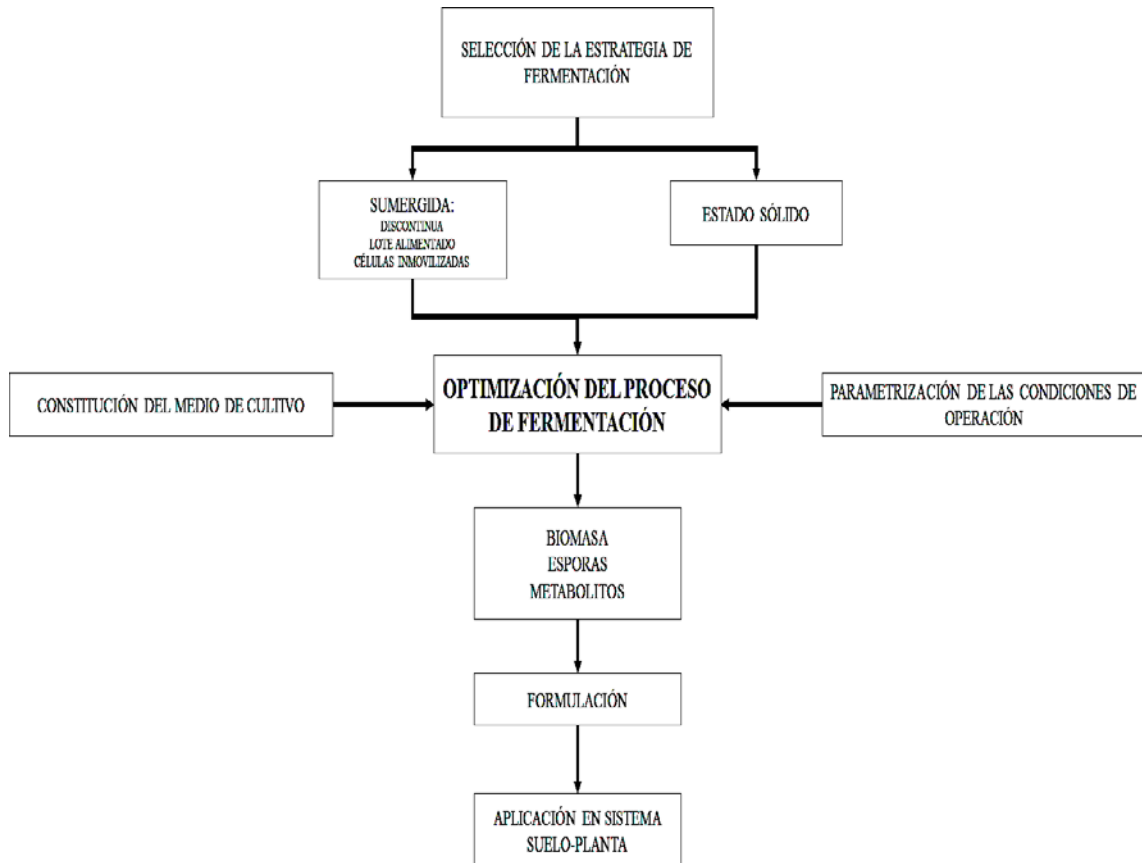 SELECCIÓN DE LA ESTRATEGIA DE
FERMENTACIÓN
SUMERGIDA:
DISCONTINUA
LOTE ALIMENTADO
CÉLULAS INMOVILIZADAS
ESTADO SÓLIDO
CONSTITUCIÓN DEL MEDIO DE CULTIVO
OPTIMIZACIÓN DEL PROCESO
DE FERMENTACIÓN
PARAMETRIZACIÓN DE LAS CONDICIONES DE
OPERACIÓN
BIOMASA
ESPORAS
METABOLITOS
FORMULACIÓN
APLICACIÓN EN SISTEMA
SUELO-PLANTA